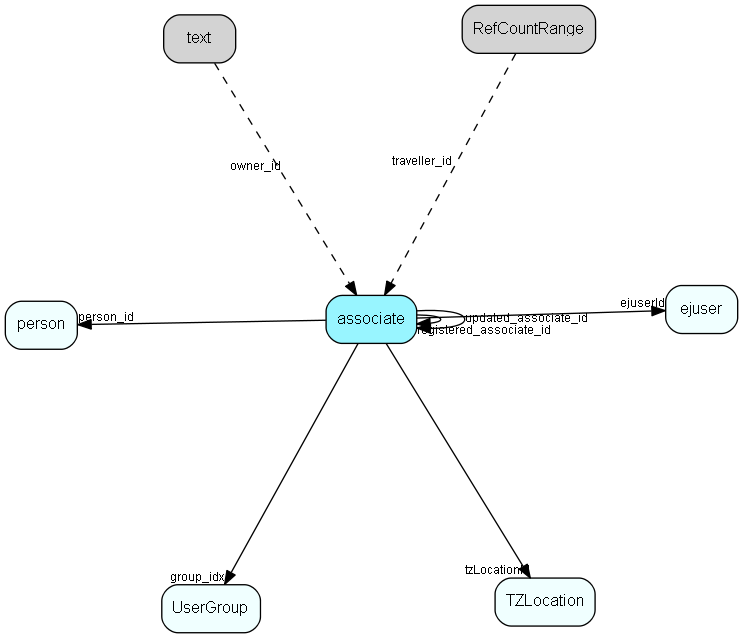 RefCountRange
text
traveller_id
owner_id
ejuserId
ejuser
person
person_id
associate
updated_associate_id
registered_associate_id
tzLocation
group_idx
TZLocation
UserGroup